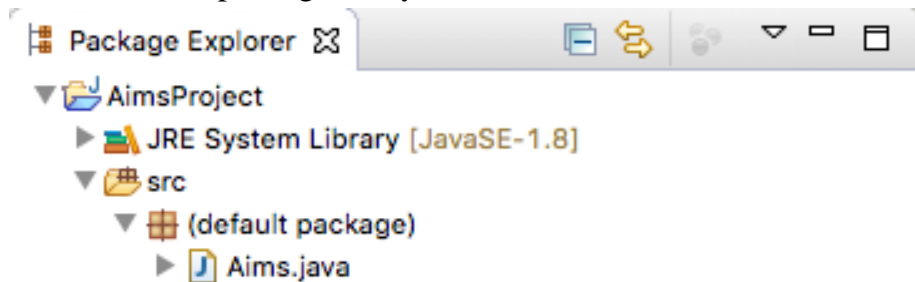 Package Explorer
AimsProject
JRE System Library [JavaSE-1.8]
src
(default package)
Aims.java